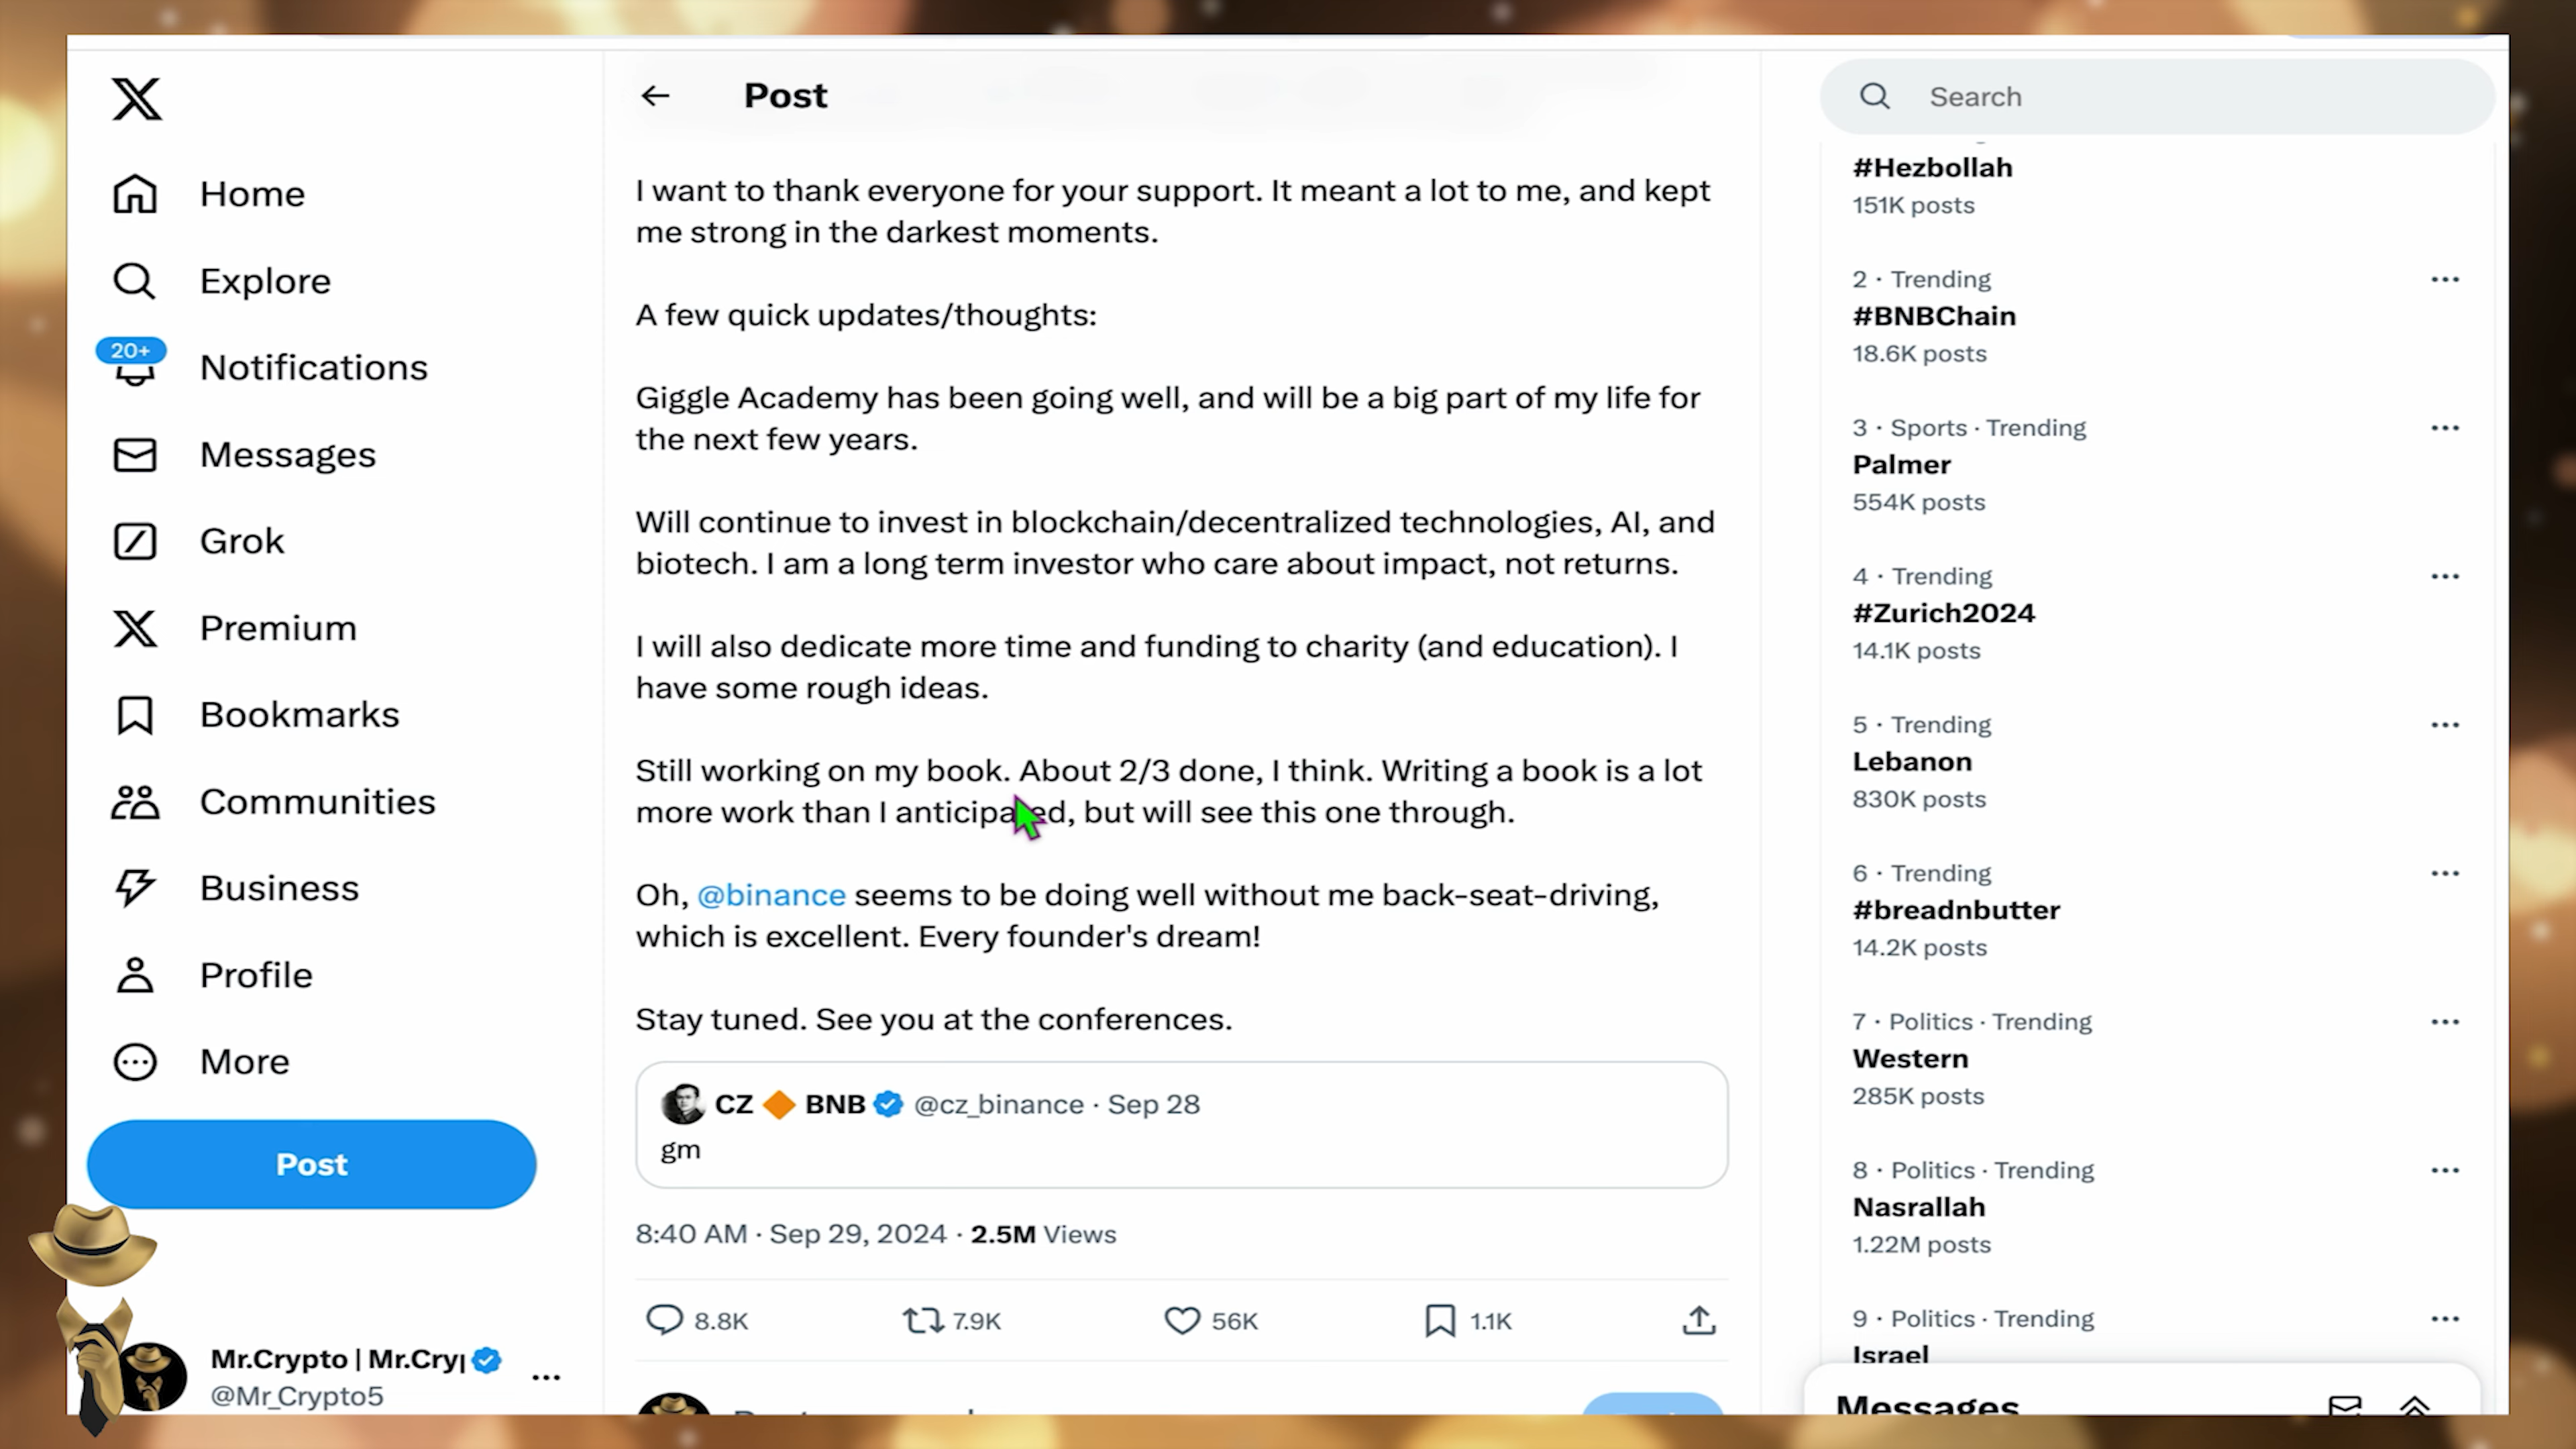 Home
Explore
20+
Notifications
Messages
Grok
Premium
Bookmarks
Communities
Business
Profile
More
Post
Mr.Crypto | Mr.Cry
@Mr_Crypto5
Post
I want to thank everyone for your support. It meant a lot to me, and kept
me strong in the darkest moments.
A few quick updates/thoughts:
Giggle Academy has been going well, and will be a big part of my life for
the next few years.
Will continue to invest in blockchain/decentralized technologies, AI, and
biotech. I am a long term investor who care about impact, not returns.
I will also dedicate more time and funding to charity (and education). I
have some rough ideas.
Still working on my book. About 2/3 done, I think. Writing a book is a lot
more work than I anticipated, but will see this one through.
Oh, @binance seems to be doing well without me back-seat-driving,
which is excellent. Every founder's dream!
Stay tuned. See you at the conferences.
CZ BNB @cz_binance · Sep 28
gm
8:40 AM · Sep 29, 2024 · 2.5M Views
8.8K 7.9K 56K 1.1K
Search
#Hezbollah
151K posts
2 · Trending
#BNBChain
18.6K posts
3 · Sports · Trending
Palmer
554K posts
4 · Trending
#Zurich2024
14.1K posts
5 · Trending
Lebanon
830K posts
6 · Trending
#breadnbutter
14.2K posts
7 · Politics · Trending
Western
285K posts
8 · Politics · Trending
Nasrallah
1.22M posts
9 · Politics · Trending
Israel
Messages